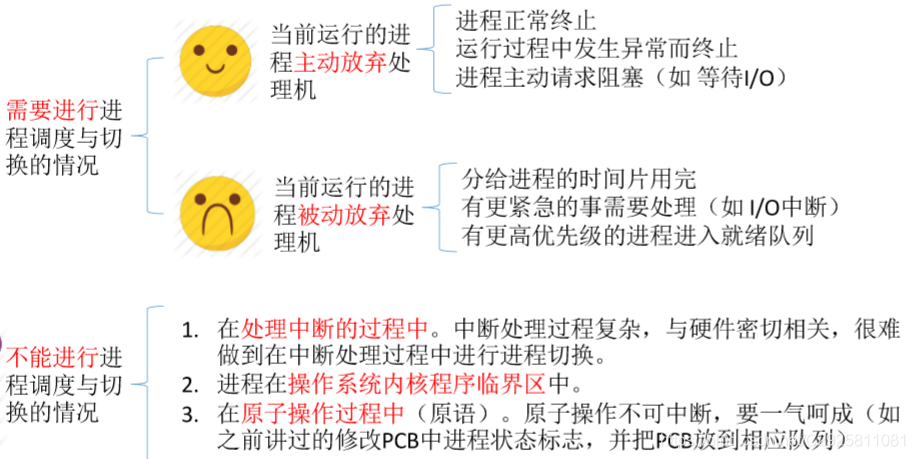 需要进行进
程调度与切
换的情况
当前运行的进
程主动放弃处
理机
进程正常终止
运行过程中发生异常而终止
进程主动请求阻塞（如 等待I/O）
当前运行的进
程被动放弃处
理机
分给进程的时间片用完
有更紧急的事需要处理（如 I/O中断）
有更高优先级的进程进入就绪队列
不能进行进
程调度与切
换的情况
1. 在处理中断的过程中。中断处理过程复杂，与硬件密切相关，很难
做到在中断处理过程中进行进程切换。
2. 进程在操作系统内核程序临界区中。
3. 在原子操作过程中（原语）。原子操作不可中断，要一气呵成（如
之前讲过的修改PCB中进程状态标志，并把PCB放到相应队列）